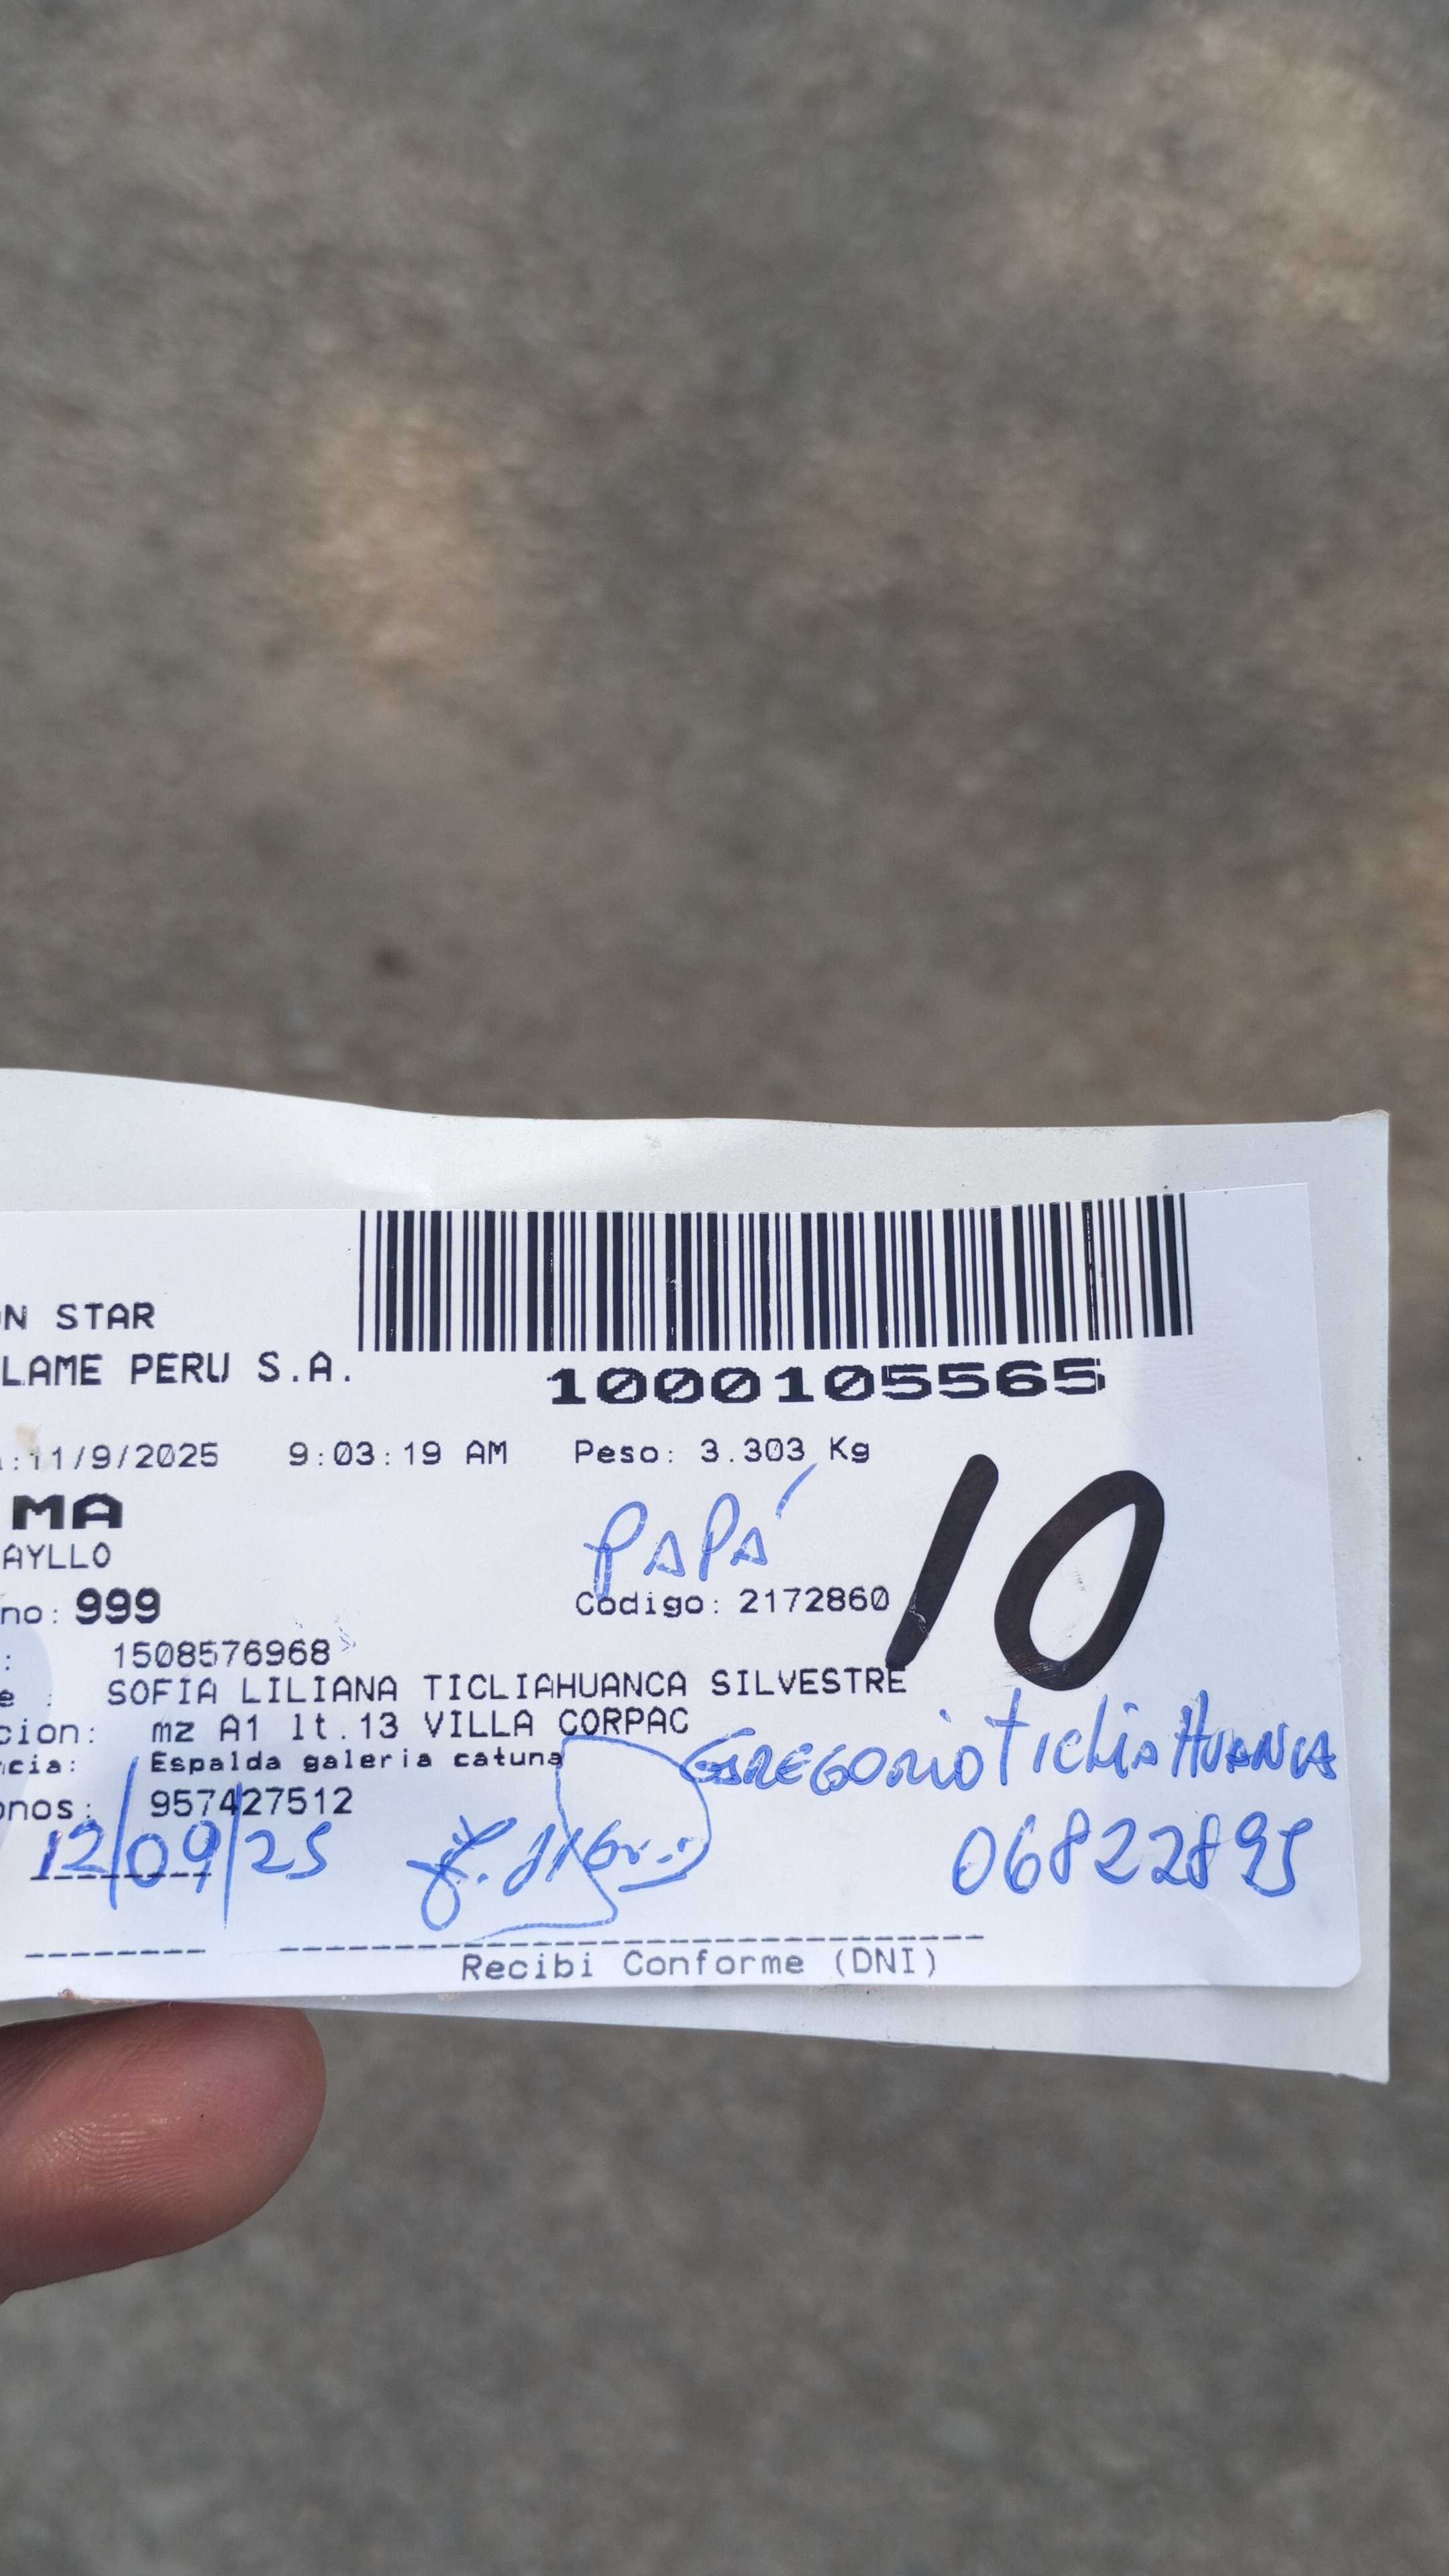 ON STAR
LAME PERU S.A.
1000105565
a:11/9/2025 9:03:19 AM Peso: 3.303 Kg
MA
AYLLO
PAPÁ
10
no: 999 Codigo: 2172860
: 1508576968
e : SOFIA LILIANA TICLIAHUANCA SILVESTRE
cion: mz A1 lt.13 VILLA CORPAC
ncia: Espalda galeria catuna
GREGORIO TicliaHUANCA
onos: 957427512
12/09/25
06822895
Recibi Conforme (DNI)